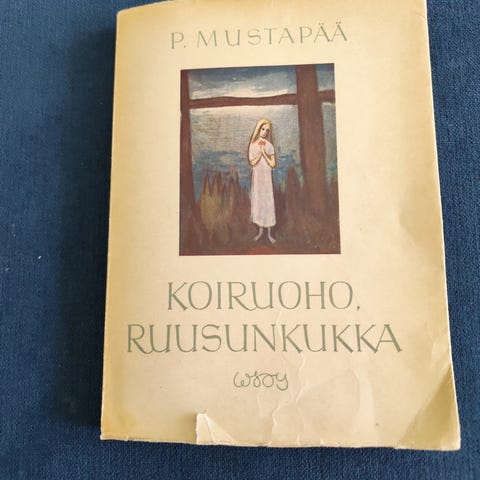 P. MUSTAPÄÄ
KOIRUOHO,
RUUSUNKUKKA
WSOY